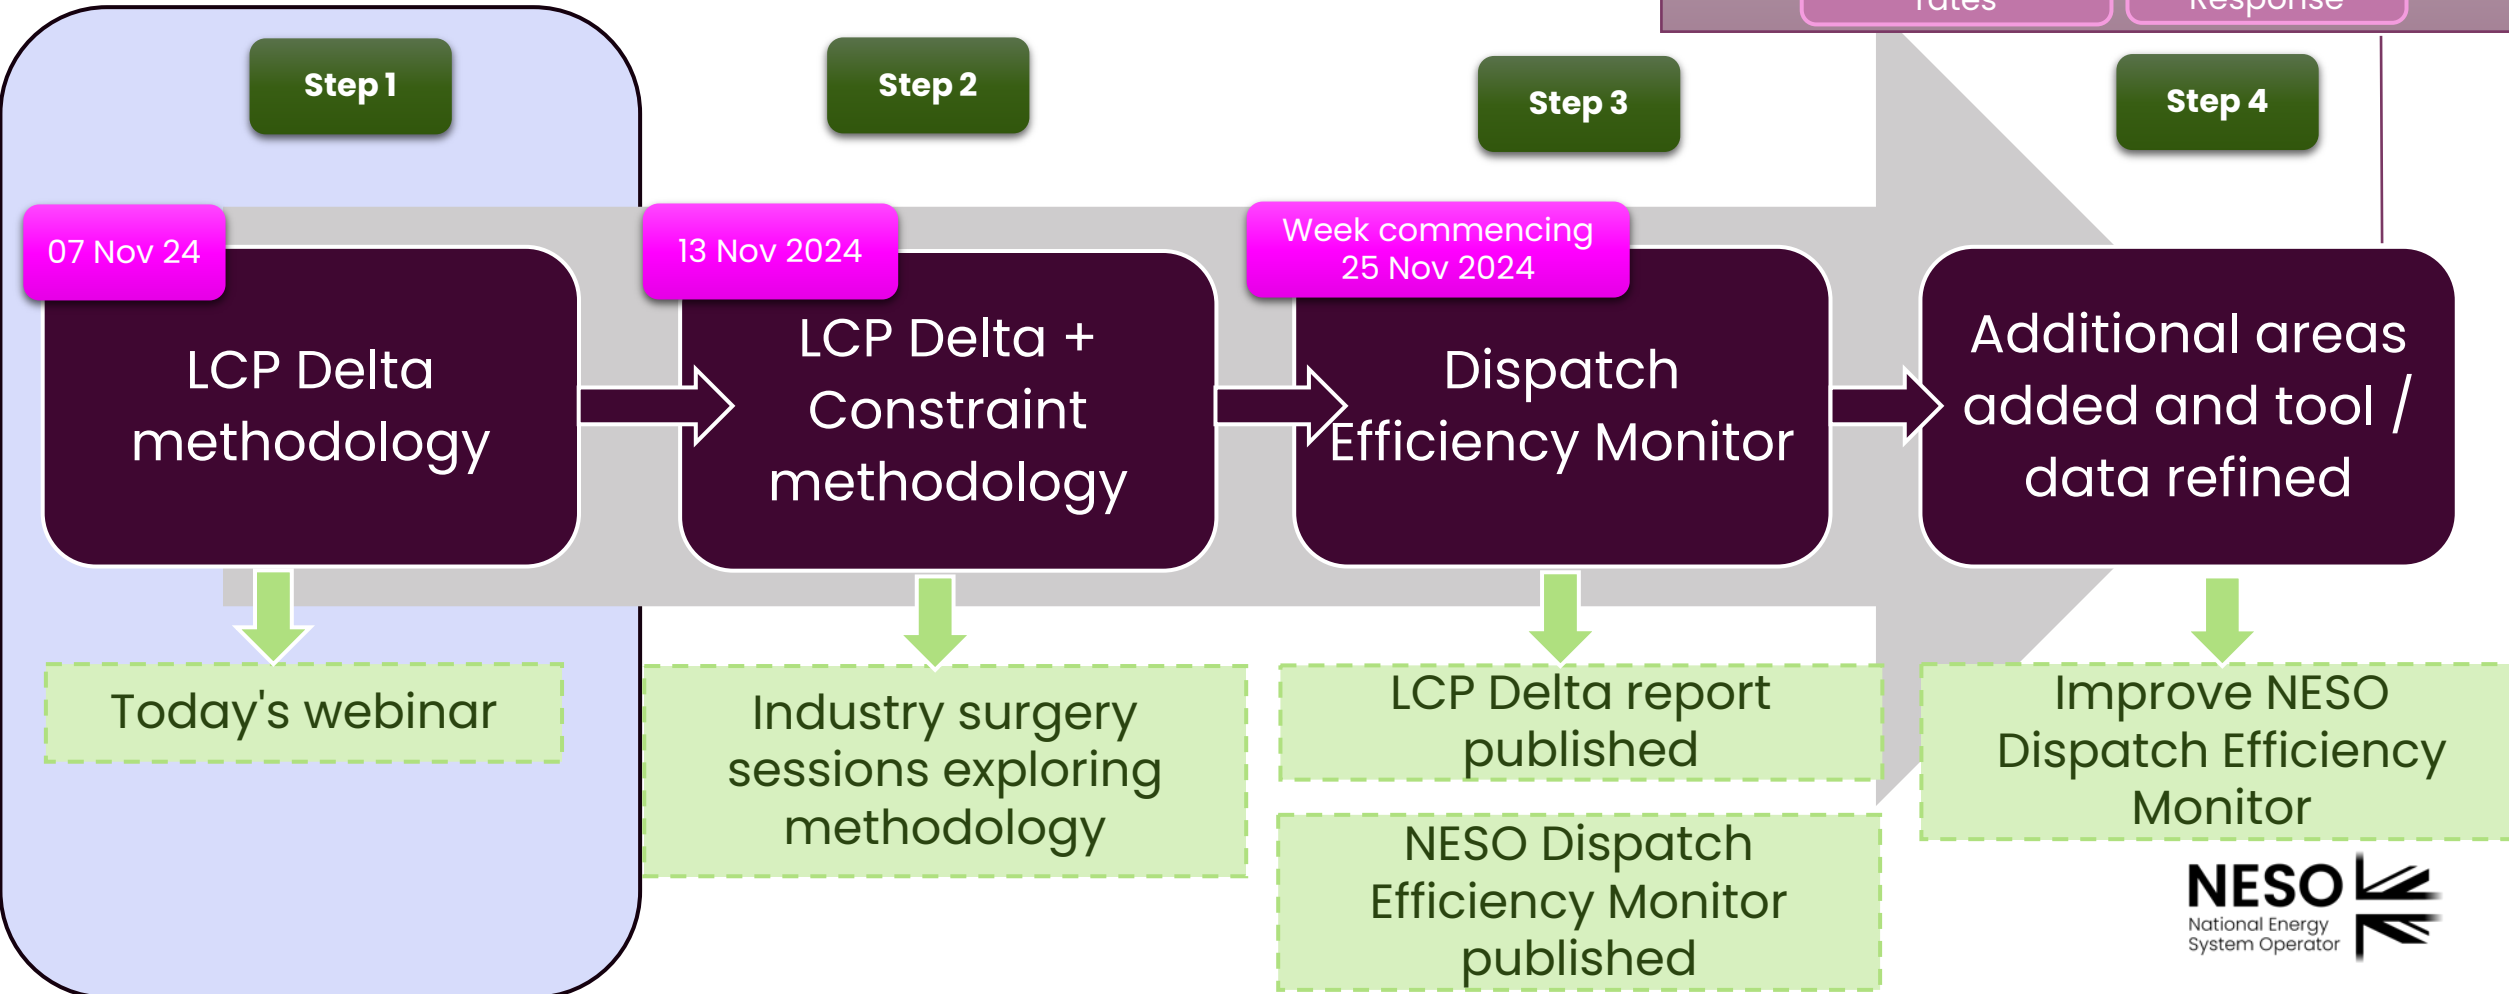 rates
Response
Step 1
Step 2
Step 3
Step 4
07 Nov 24
LCP Delta
methodology
13 Nov 2024
LCP Delta +
Constraint
methodology
Week commencing
25 Nov 2024
Dispatch
Efficiency Monitor
Additional areas
added and tool /
data refined
Today's webinar
Industry surgery
sessions exploring
methodology
LCP Delta report
published
NESO Dispatch
Efficiency Monitor
published
Improve NESO
Dispatch Efficiency
Monitor
NESO
National Energy
System Operator